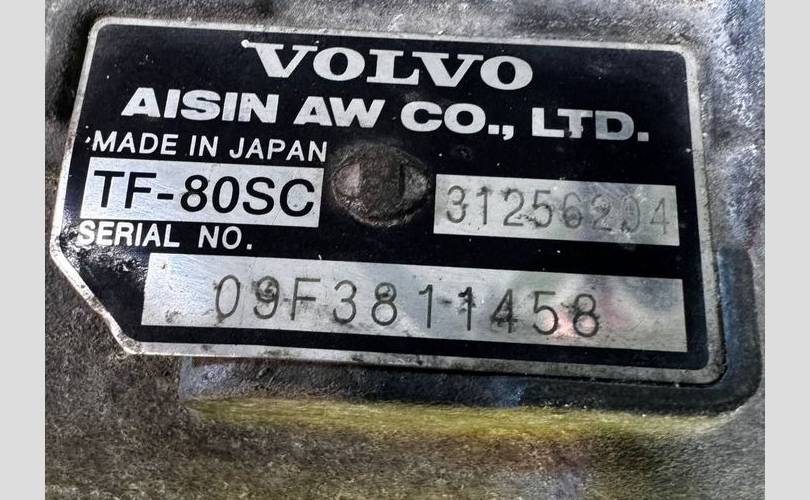 VOLVO
AISIN AW CO., LTD.
MADE IN JAPAN
TF-80SC 31256204
SERIAL NO.
09F3811458